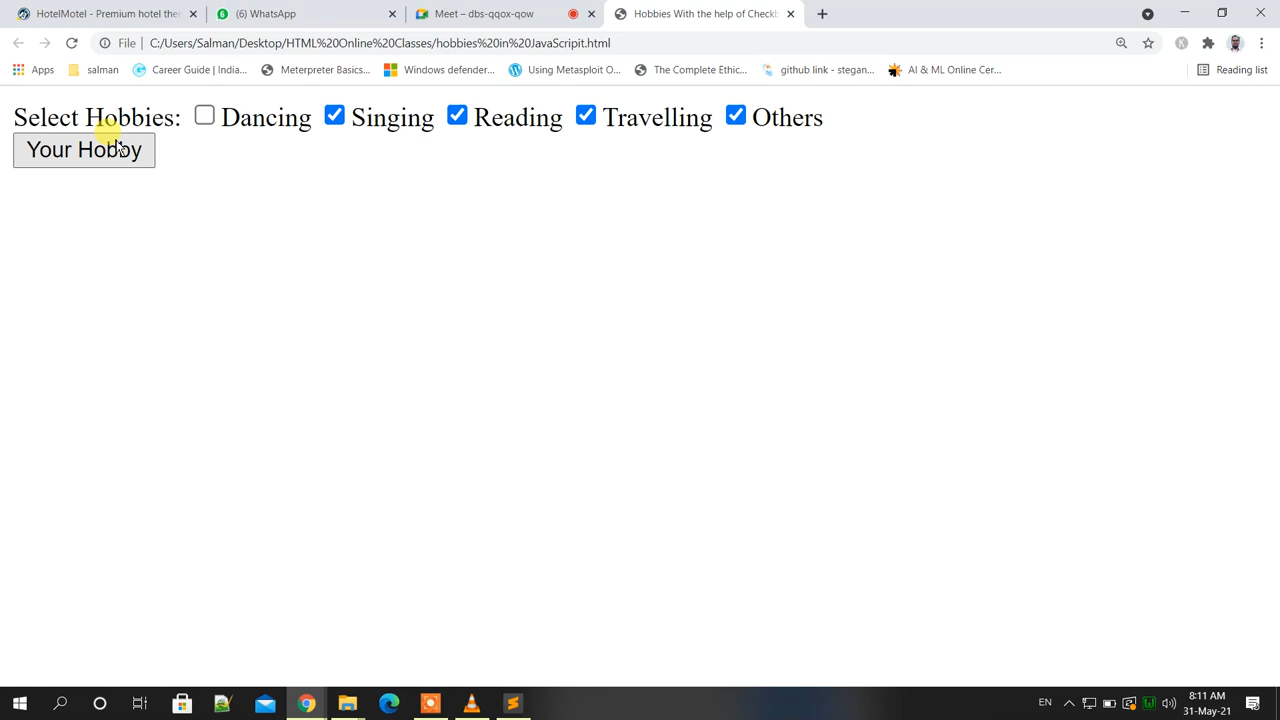 HotelMotel - Premium hotel then
6 (6) WhatsApp
Meet – dbs-qqox-qow
Hobbies With the help of Checkb
File | C:/Users/Salman/Desktop/HTML%20Online%20Classes/hobbies%20in%20JavaScripit.html
K
Apps
salman
Career Guide | India...
Meterpreter Basics...
Windows defender...
Using Metasploit O...
The Complete Ethic...
github link - stegan...
AI & ML Online Cer...
Reading list
Select Hobbies: Dancing Singing Reading Travelling Others
Your Hobby
EN
8:11 AM
31-May-21